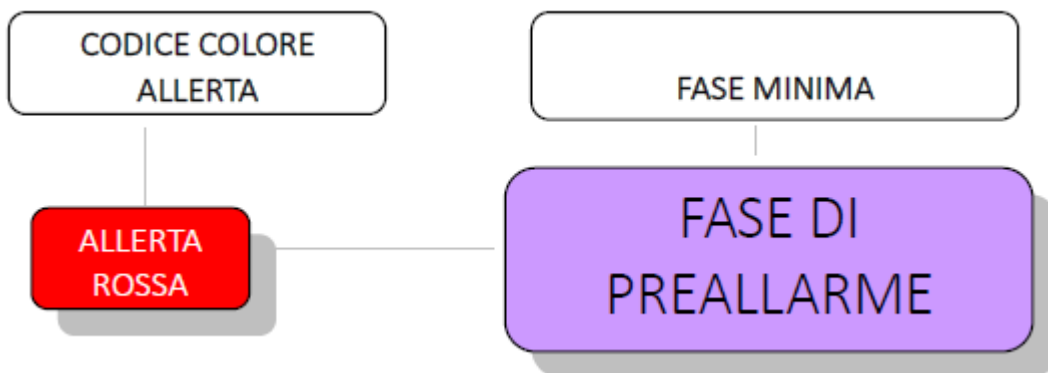 CODICE COLORE
ALLERTA
FASE MINIMA
ALLERTA
ROSSA
FASE DI
PREALLARME